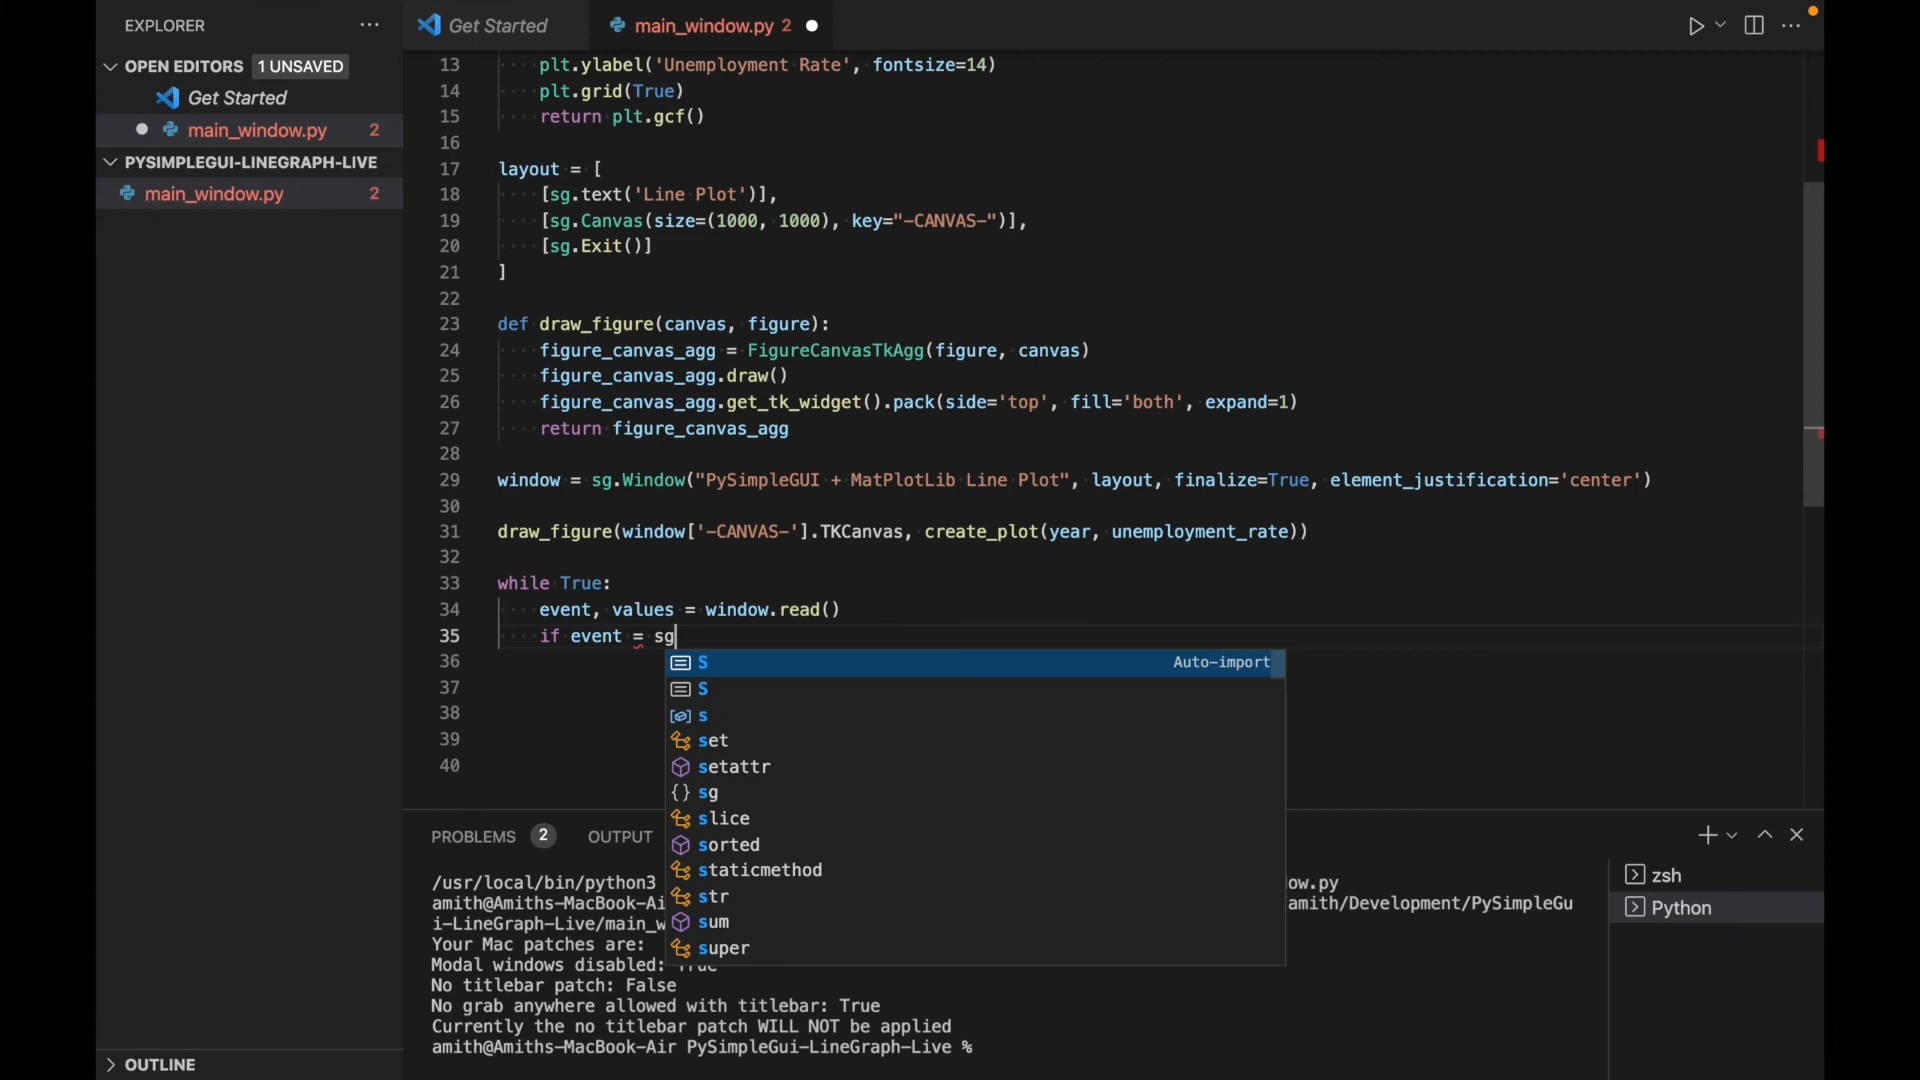 EXPLORER
OPEN EDITORS 1 UNSAVED
Get Started
main_window.py 2
PYSIMPLEGUI-LINEGRAPH-LIVE
main_window.py 2
OUTLINE
Get Started main_window.py 2
13 plt.ylabel('Unemployment Rate', fontsize=14)
14 plt.grid(True)
15 return plt.gcf()
16
17 layout = [
18 [sg.text('Line Plot')],
19 [sg.Canvas(size=(1000, 1000), key="-CANVAS-")],
20 [sg.Exit()]
21 ]
22
23 def draw_figure(canvas, figure):
24 figure_canvas_agg = FigureCanvasTkAgg(figure, canvas)
25 figure_canvas_agg.draw()
26 figure_canvas_agg.get_tk_widget().pack(side='top', fill='both', expand=1)
27 return figure_canvas_agg
28
29 window = sg.Window("PySimpleGUI + MatPlotLib Line Plot", layout, finalize=True, element_justification='center')
30
31 draw_figure(window['-CANVAS-'].TKCanvas, create_plot(year, unemployment_rate))
32
33 while True:
34 event, values = window.read()
35 if event = sg
36
37
38
39
40
S Auto-import
S
s
set
setattr
sg
slice
sorted
staticmethod
str
sum
super
PROBLEMS 2 OUTPUT
/usr/local/bin/python3 ow.py
amith@Amiths-MacBook-Ai amith/Development/PySimpleGu
i-LineGraph-Live/main_w
Your Mac patches are:
Modal windows disabled: True
No titlebar patch: False
No grab anywhere allowed with titlebar: True
Currently the no titlebar patch WILL NOT be applied
amith@Amiths-MacBook-Air PySimpleGui-LineGraph-Live %
zsh
Python